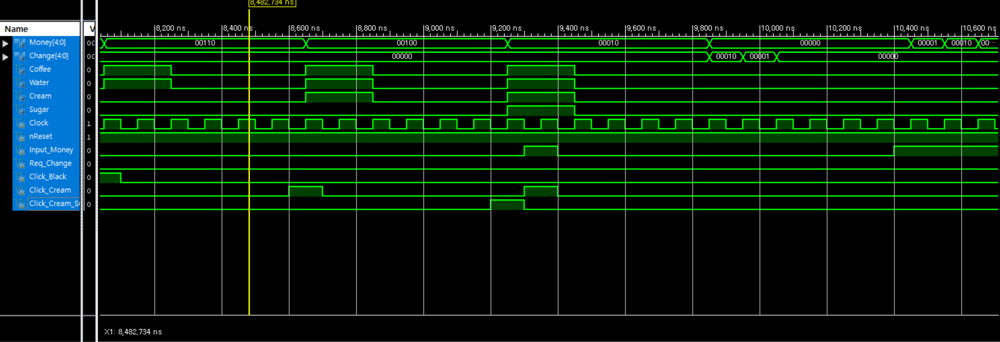 8,482.734 ns
Name V
8,200 ns 8,400 ns 8,600 ns 8,800 ns 9,000 ns 9,200 ns 9,400 ns 9,600 ns 9,800 ns 10,000 ns 10,200 ns 10,400 ns 10,600 ns
Money[4:0] 00110 00100 00010 00000 00001 00010 00...
Change[4:0] 00000 00010 00001 00000
Coffee 0
Water 0
Cream 0
Sugar 0
Clock 1
nReset 1
Input_Money 0
Req_Change 0
Click_Black 0
Click_Cream 0
Click_Cream_S 0
X1: 8,482.734 ns